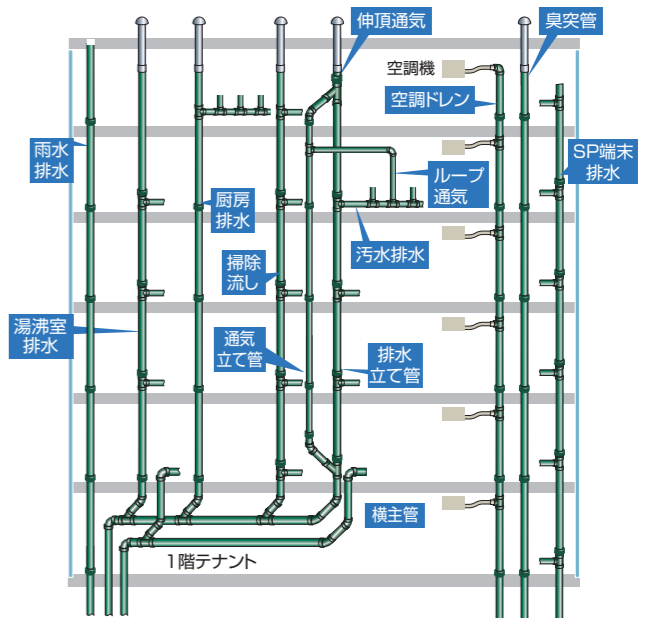 伸頂通気
臭突管
空調機
空調ドレン
雨水
排水
SP端末
排水
ループ
通気
厨房
排水
汚水排水
掃除
流し
湯沸室
排水
通気
立て管
排水
立て管
横主管
1階テナント